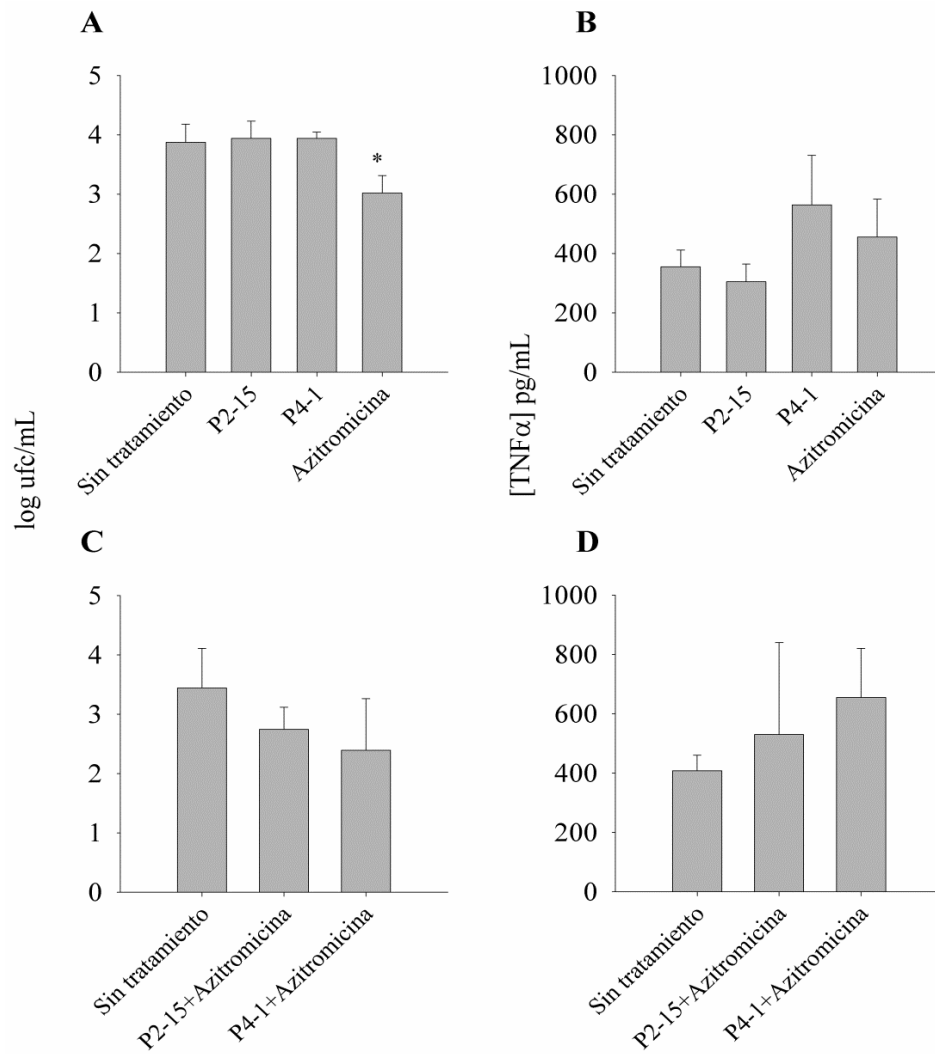 A
5
4
3
2
1
0
*
Sin tratamiento
P2-15
P4-1
Azitromicina
log ufc/mL
B
1000
800
600
400
200
0
Sin tratamiento
P2-15
P4-1
Azitromicina
[TNFα] pg/mL
C
5
4
3
2
1
0
Sin tratamiento
P2-15+Azitromicina
P4-1+Azitromicina
D
1000
800
600
400
200
0
Sin tratamiento
P2-15+Azitromicina
P4-1+Azitromicina